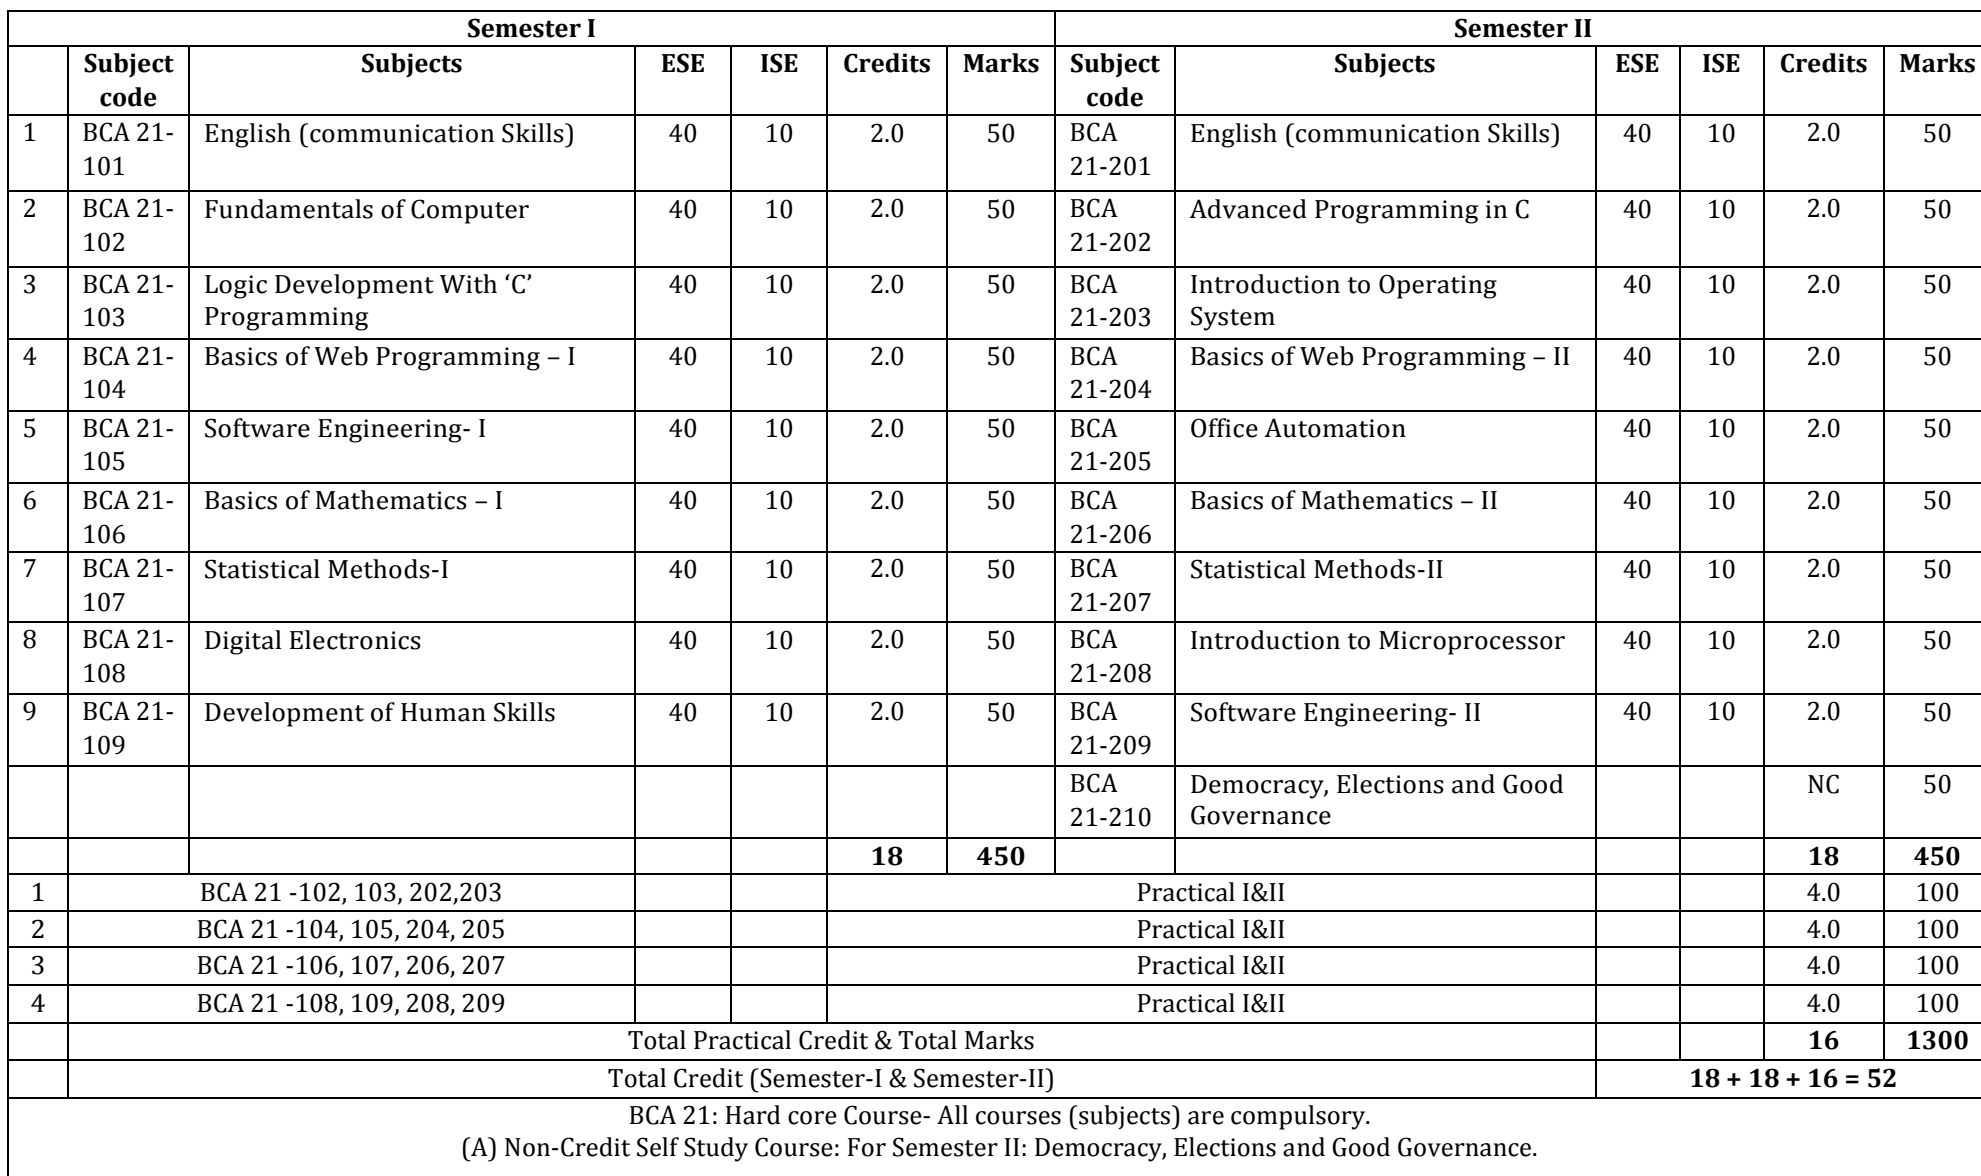 Semester I Semester II
Subject code Subjects ESE ISE Credits Marks Subject code Subjects ESE ISE Credits Marks
1 BCA 21-101 English (communication Skills) 40 10 2.0 50 BCA 21-201 English (communication Skills) 40 10 2.0 50
2 BCA 21-102 Fundamentals of Computer 40 10 2.0 50 BCA 21-202 Advanced Programming in C 40 10 2.0 50
3 BCA 21-103 Logic Development With ‘C’ Programming 40 10 2.0 50 BCA 21-203 Introduction to Operating System 40 10 2.0 50
4 BCA 21-104 Basics of Web Programming – I 40 10 2.0 50 BCA 21-204 Basics of Web Programming – II 40 10 2.0 50
5 BCA 21-105 Software Engineering- I 40 10 2.0 50 BCA 21-205 Office Automation 40 10 2.0 50
6 BCA 21-106 Basics of Mathematics – I 40 10 2.0 50 BCA 21-206 Basics of Mathematics – II 40 10 2.0 50
7 BCA 21-107 Statistical Methods-I 40 10 2.0 50 BCA 21-207 Statistical Methods-II 40 10 2.0 50
8 BCA 21-108 Digital Electronics 40 10 2.0 50 BCA 21-208 Introduction to Microprocessor 40 10 2.0 50
9 BCA 21-109 Development of Human Skills 40 10 2.0 50 BCA 21-209 Software Engineering- II 40 10 2.0 50
BCA 21-210 Democracy, Elections and Good Governance NC 50
18 450 18 450
1 BCA 21 -102, 103, 202,203 Practical I&II 4.0 100
2 BCA 21 -104, 105, 204, 205 Practical I&II 4.0 100
3 BCA 21 -106, 107, 206, 207 Practical I&II 4.0 100
4 BCA 21 -108, 109, 208, 209 Practical I&II 4.0 100
Total Practical Credit & Total Marks 16 1300
Total Credit (Semester-I & Semester-II) 18 + 18 + 16 = 52
BCA 21: Hard core Course- All courses (subjects) are compulsory.
(A) Non-Credit Self Study Course: For Semester II: Democracy, Elections and Good Governance.